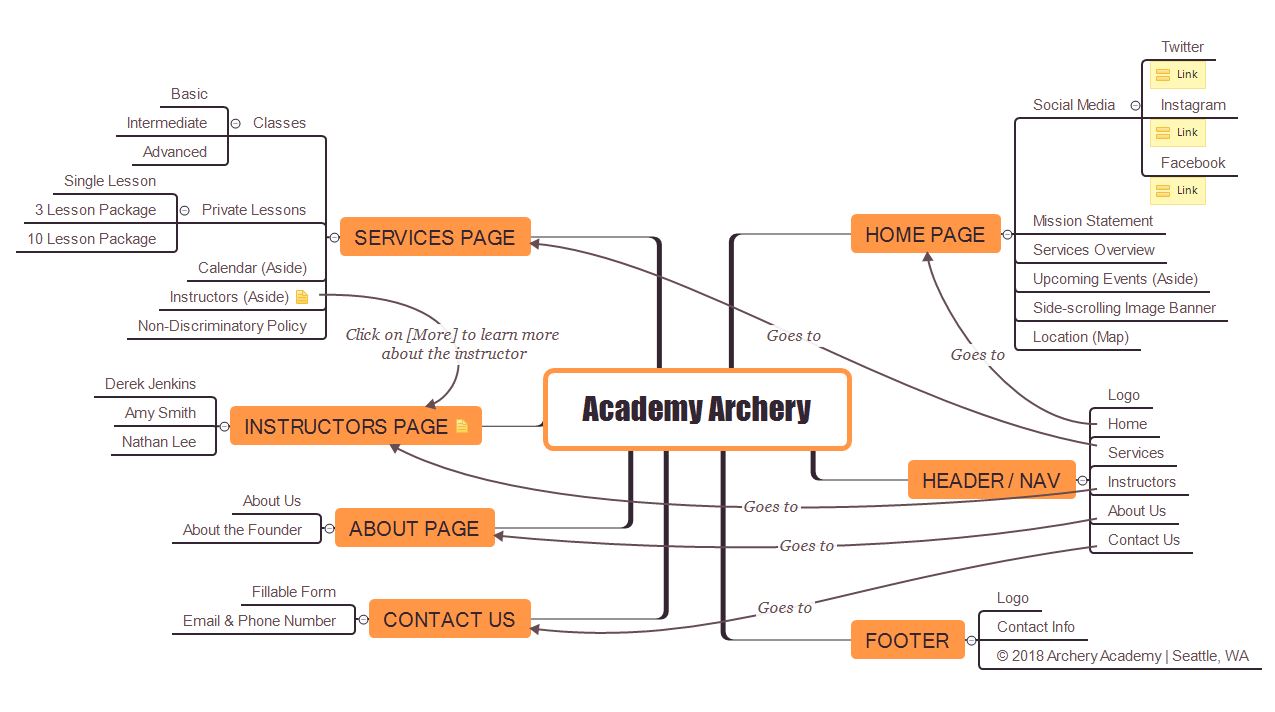 Academy Archery
SERVICES PAGE
Classes
Basic
Intermediate
Advanced
Private Lessons
Single Lesson
3 Lesson Package
10 Lesson Package
Calendar (Aside)
Instructors (Aside)
Non-Discriminatory Policy
Click on [More] to learn more
about the instructor
INSTRUCTORS PAGE
Derek Jenkins
Amy Smith
Nathan Lee
ABOUT PAGE
About Us
About the Founder
CONTACT US
Fillable Form
Email & Phone Number
HOME PAGE
Social Media
Twitter
Link
Instagram
Link
Facebook
Link
Mission Statement
Services Overview
Upcoming Events (Aside)
Side-scrolling Image Banner
Location (Map)
HEADER / NAV
Logo
Home
Services
Instructors
About Us
Contact Us
Goes to
Goes to
Goes to
Goes to
Goes to
FOOTER
Logo
Contact Info
© 2018 Archery Academy | Seattle, WA